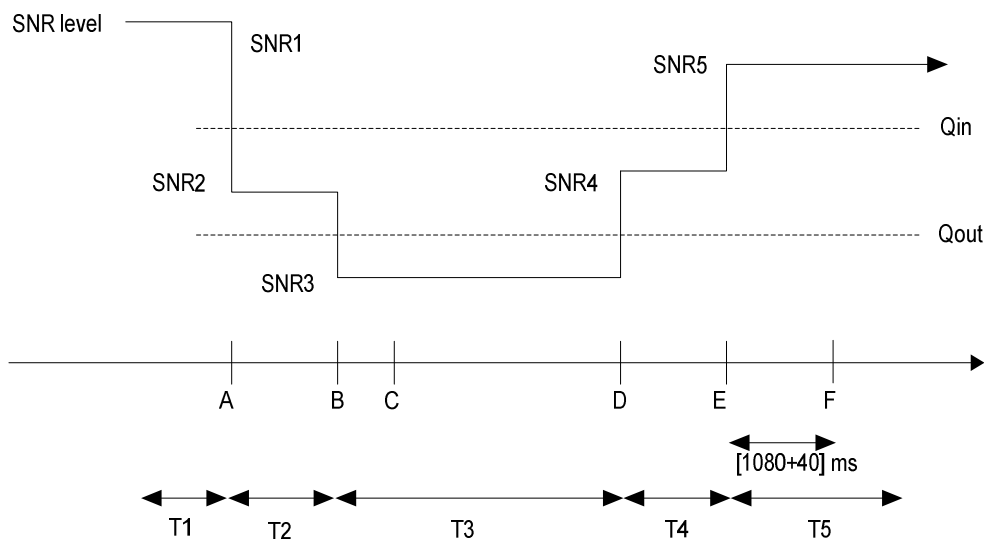 SNR level
SNR1
SNR5
Qin
SNR2
SNR4
Qout
SNR3
A B C D E F
[1080+40] ms
T1 T2 T3 T4 T5